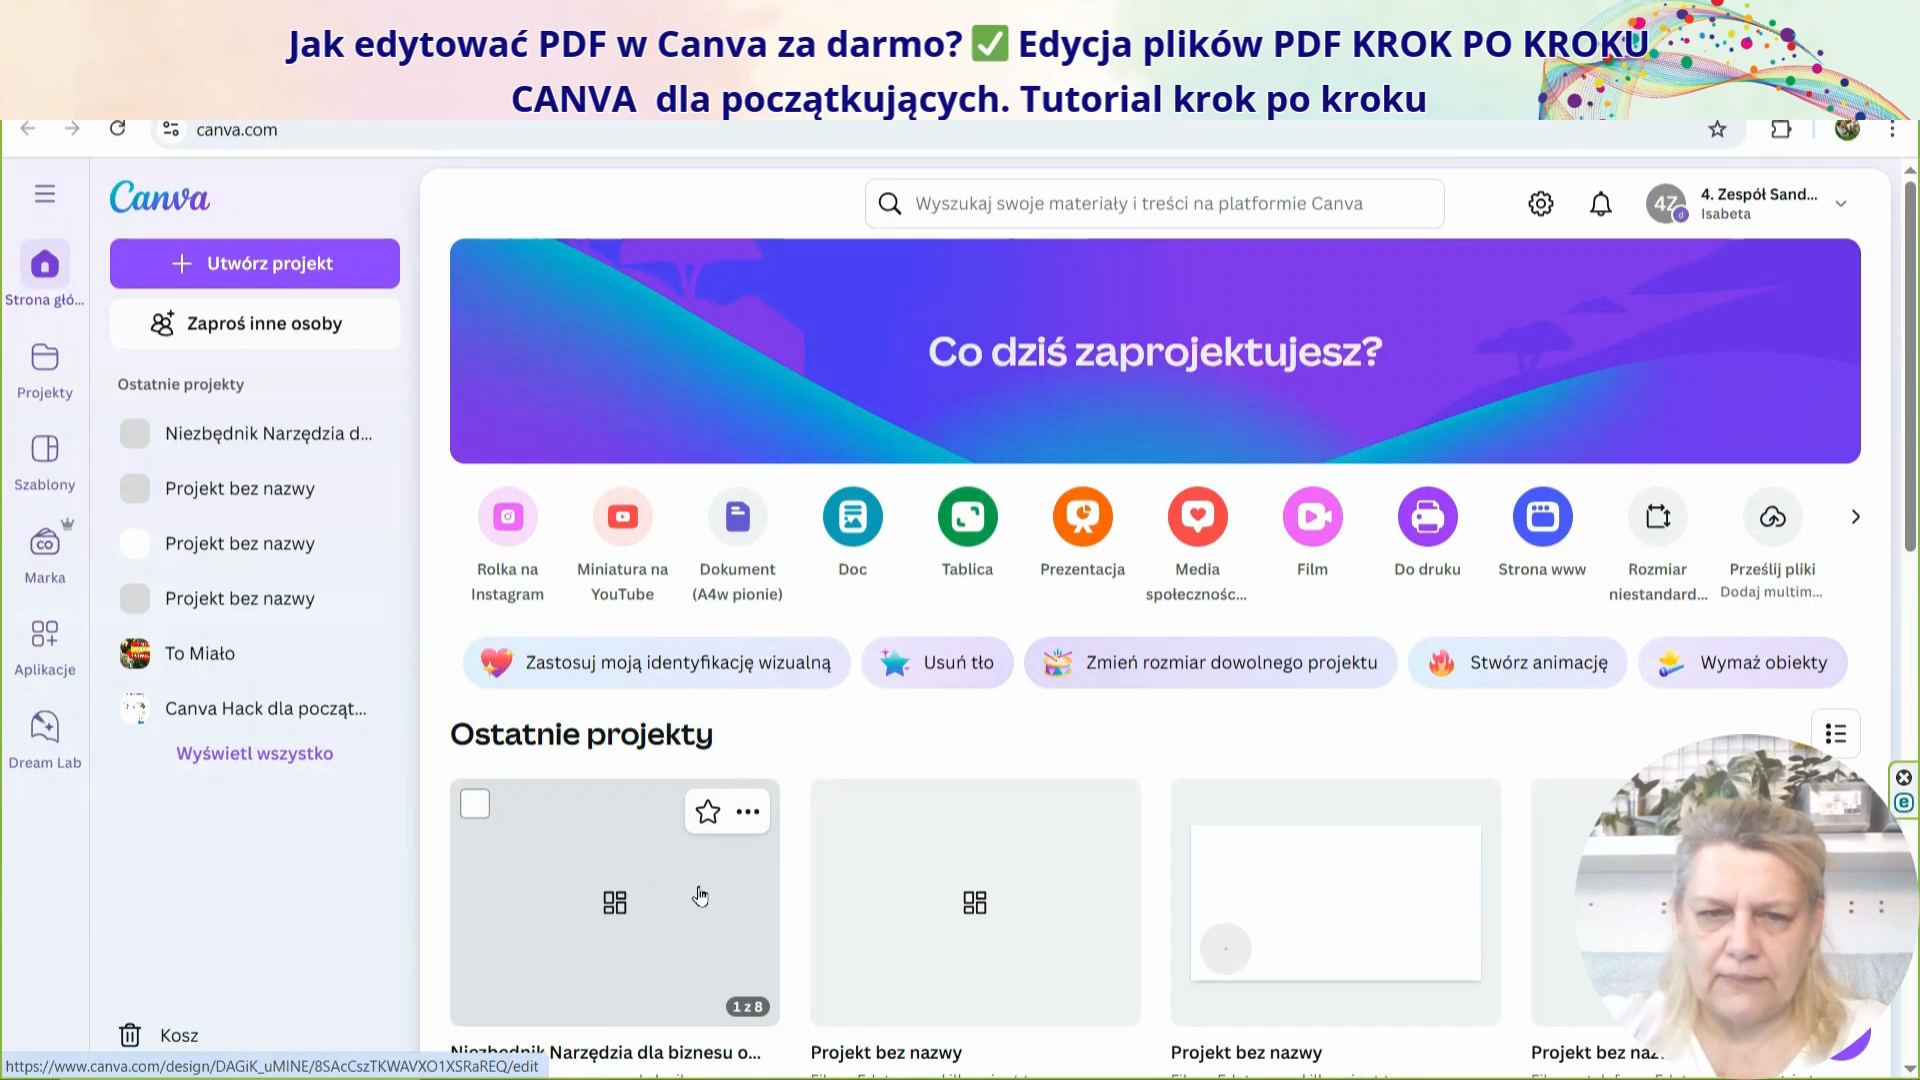 Jak edytować PDF w Canva za darmo? ✅ Edycja plików PDF KROK PO KROKU
CANVA dla początkujących. Tutorial krok po kroku
canva.com
Canva
Wyszukaj swoje materiały i treści na platformie Canva
4Z
d
4. Zespół Sand...
Isabeta
Utwórz projekt
Zaproś inne osoby
Strona głó...
Projekty
Szablony
CO
Marka
Aplikacje
Dream Lab
Ostatnie projekty
Niezbędnik Narzędzia d...
Projekt bez nazwy
Projekt bez nazwy
Projekt bez nazwy
To Miało
Canva Hack dla począt...
Wyświetl wszystko
Kosz
Co dziś zaprojektujesz?
Rolka na
Instagram
Miniatura na
YouTube
Dokument
(A4w pionie)
Doc
Tablica
Prezentacja
Media
społecznośc...
Film
Do druku
Strona www
Rozmiar
niestandard...
Prześlij pliki
Dodaj multim...
Zastosuj moją identyfikację wizualną
Usuń tło
Zmień rozmiar dowolnego projektu
Stwórz animację
Wymaż obiekty
Ostatnie projekty
1 z 8
Niezbędnik Narzędzia dla biznesu o...
Projekt bez nazwy
Projekt bez nazwy
Projekt bez naz...
https://www.canva.com/design/DAGiK_uMINE/8SAcCszTKWAVXO1XSRaREQ/edit